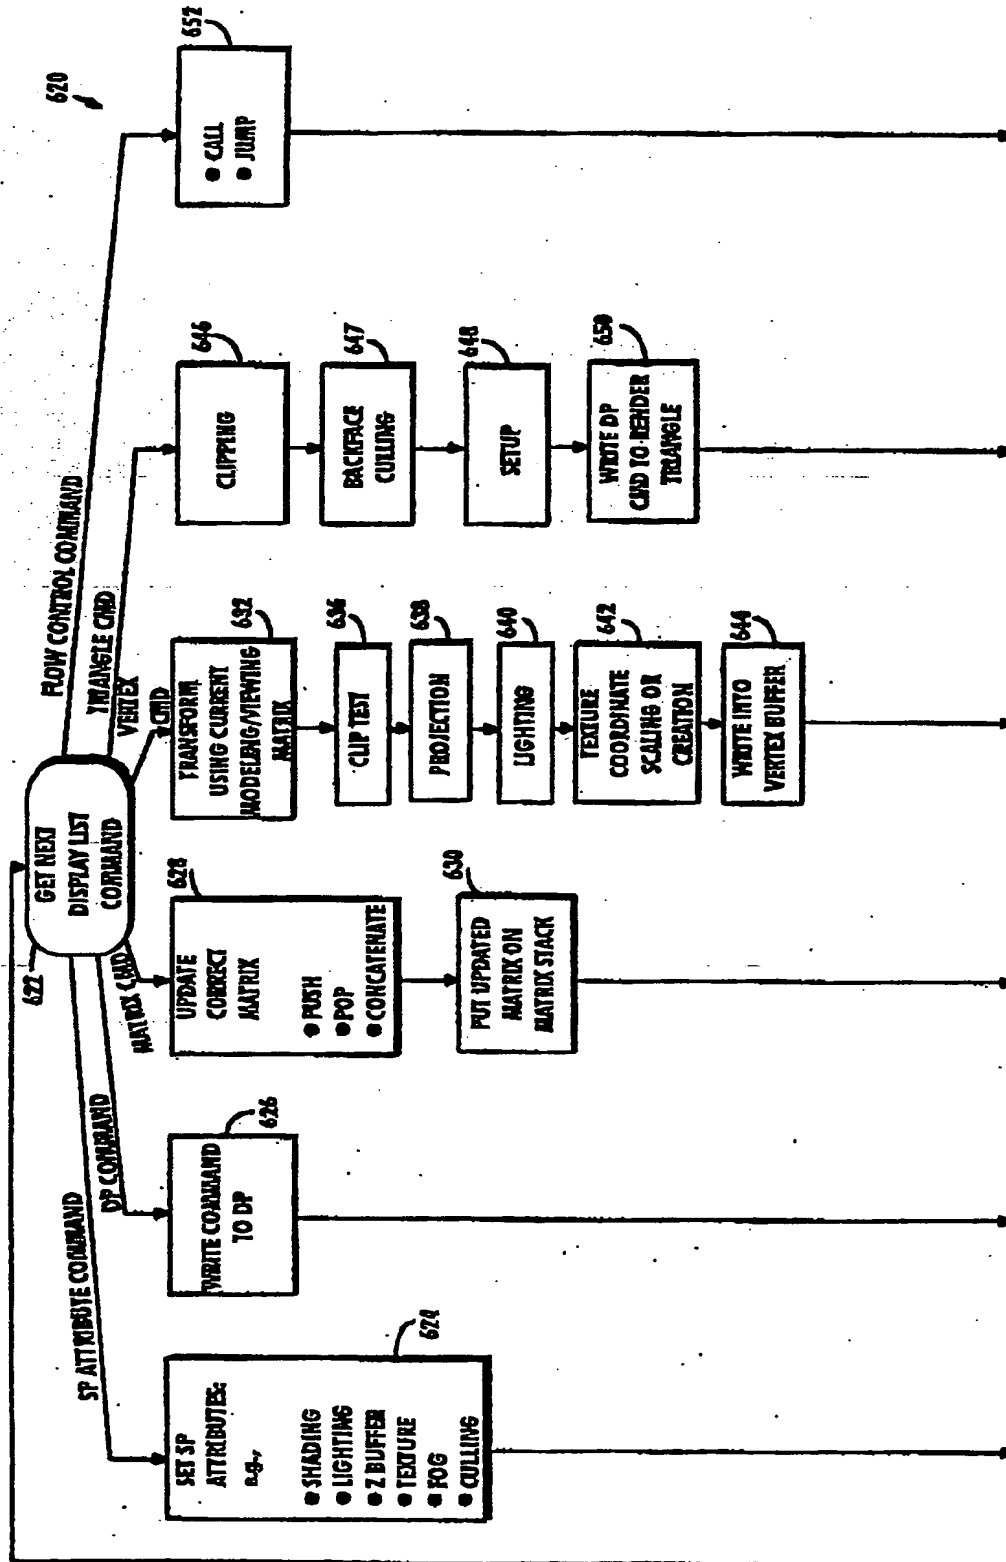 620
622
GET NEXT
DISPLAY LIST
COMMAND
SP ATTRIBUTE COMMAND
DP COMMAND
MATRIX CMD
VERTEX
CMD
TRIANGLE CMD
FLOW CONTROL COMMAND
SET SP
ATTRIBUTES:
e.g.,
• SHADING
• LIGHTING
• Z BUFFER
• TEXTURE
• FOG
• CULLING
624
WRITE COMMAND
TO DP
626
UPDATE
CORRECT
MATRIX
• PUSH
• POP
• CONCATENATE
628
PUT UPDATED
MATRIX ON
MATRIX STACK
630
TRANSFORM
USING CURRENT
MODELING/VIEWING
MATRIX
632
CLIP TEST
636
PROJECTION
638
LIGHTING
640
TEXTURE
COORDINATE
SCALING OR
CREATION
642
WRITE INTO
VERTEX BUFFER
644
CLIPPING
646
BACKFACE
CULLING
647
SETUP
648
WRITE DP
CMD TO RENDER
TRIANGLE
650
• CALL
• JUMP
652